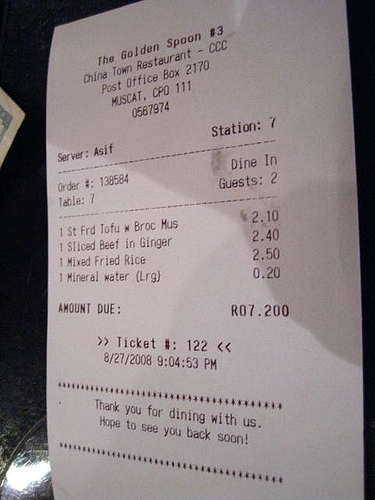 The Golden Spoon #3
China Town Restaurant - CCC
Post Office Box 2170
MUSCAT, CPO 111
0567974
Station: 7
Server: Asif
Order #: 138584 Dine In
Table: 7 Guests: 2
1 St Frd Tofu w Broc Mus 2.10
1 Sliced Beef in Ginger 2.40
1 Mixed Fried Rice 2.50
1 Mineral water (Lrg) 0.20
AMOUNT DUE: RO7.200
>> Ticket #: 122 <<
8/27/2008 9:04:53 PM
Thank you for dining with us.
Hope to see you back soon!